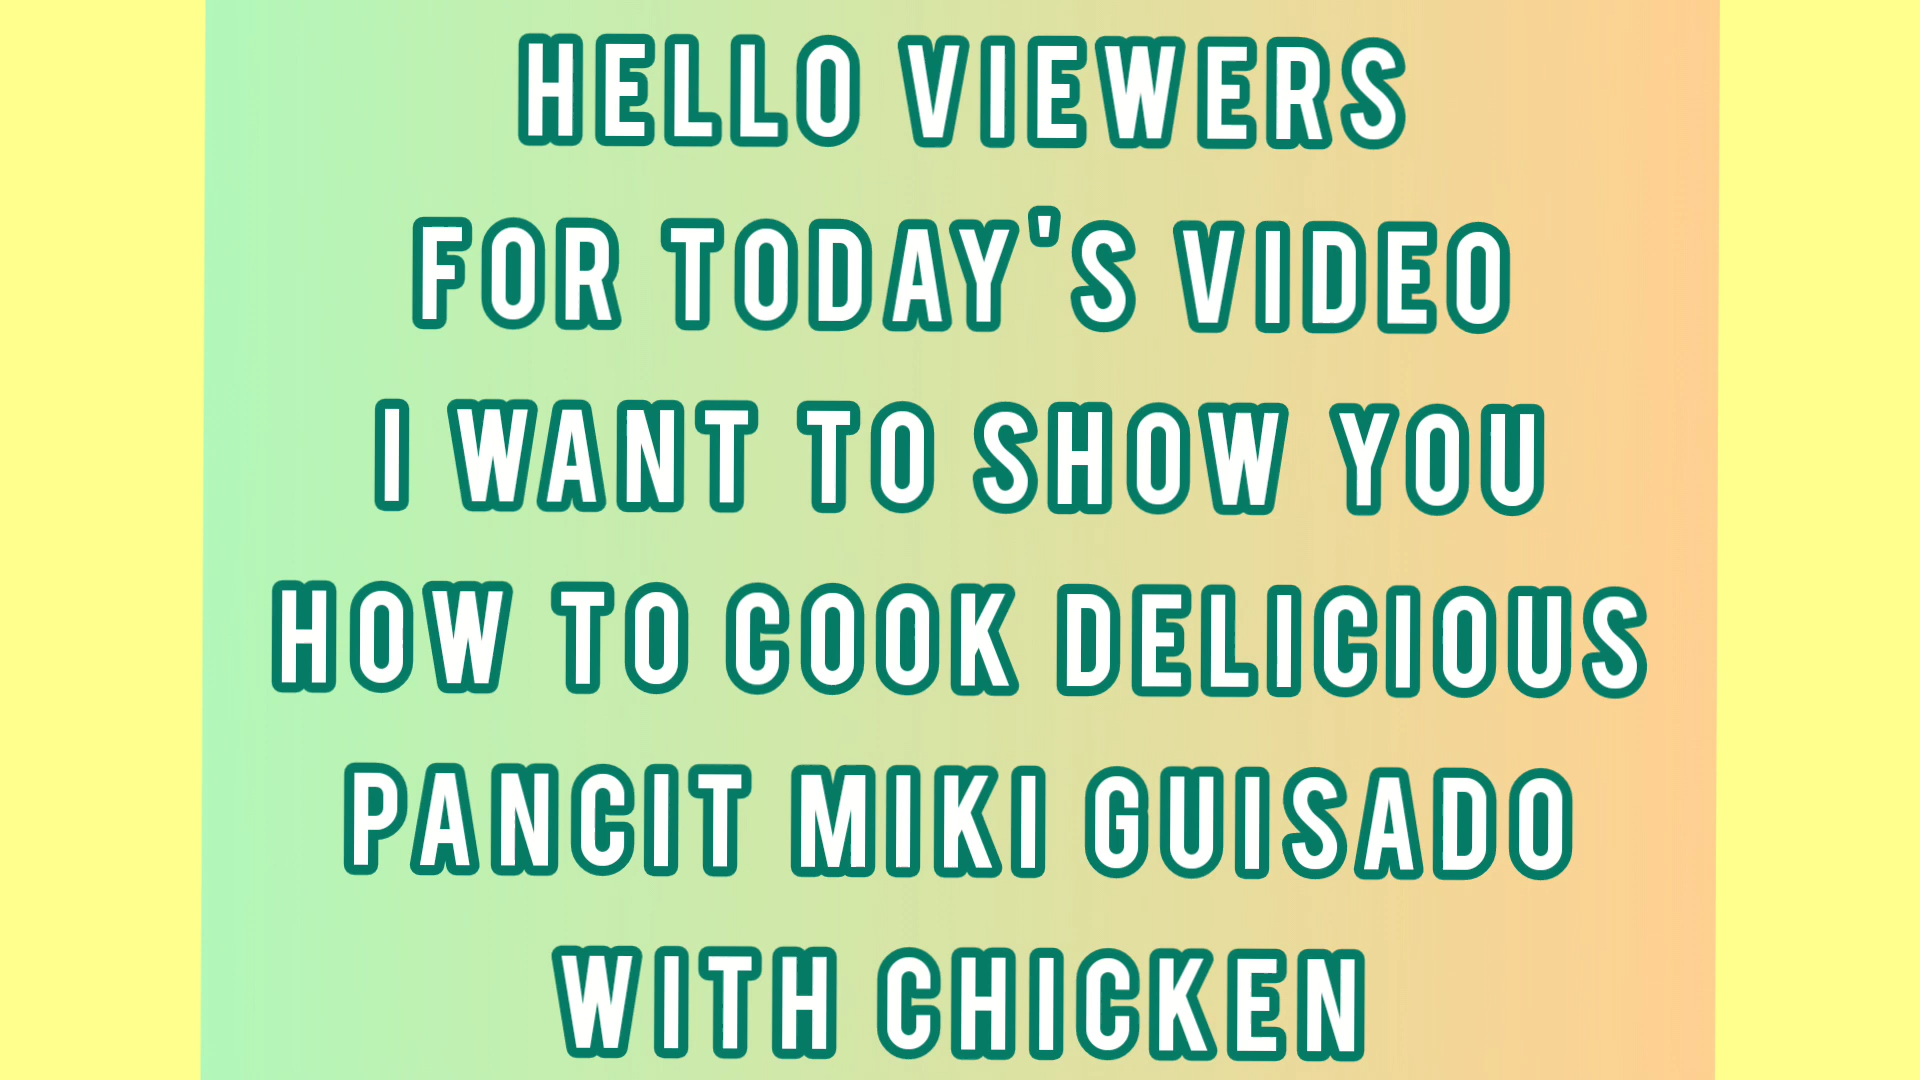 HELLO VIEWERS
FOR TODAY'S VIDEO
I WANT TO SHOW YOU
HOW TO COOK DELICIOUS
PANCIT MIKI GUISADO
WITH CHICKEN